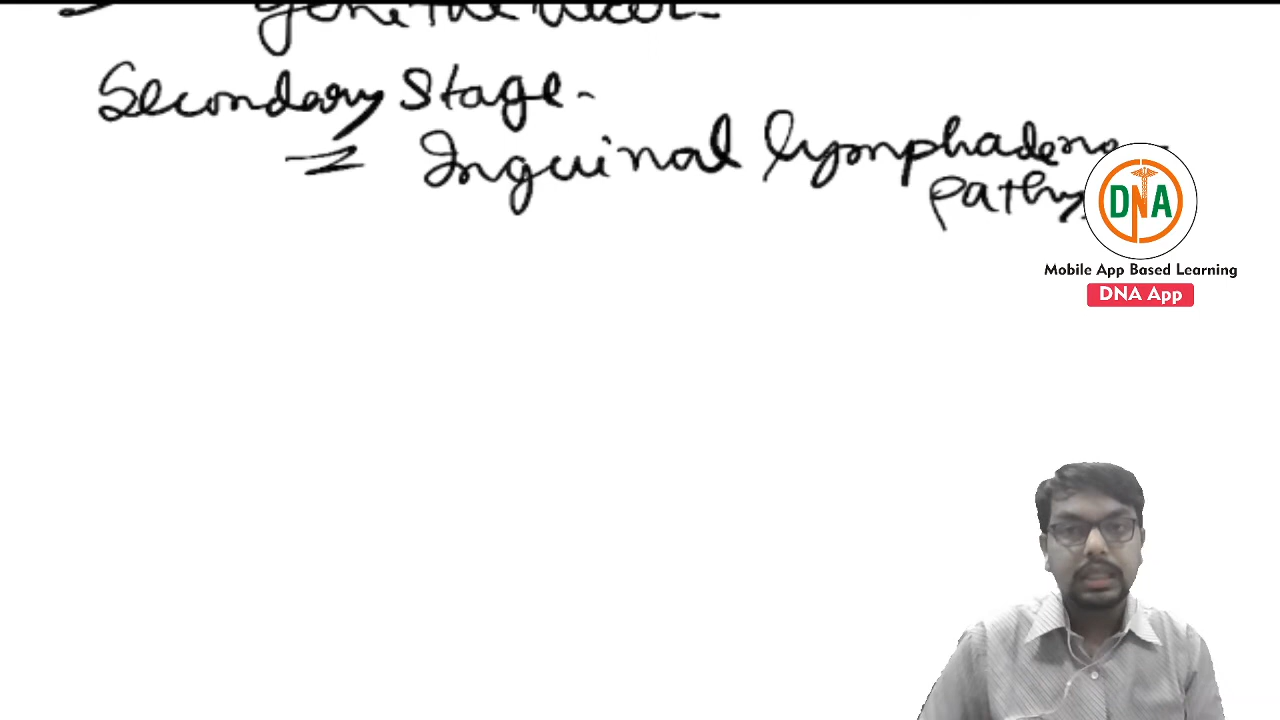 Secondary Stage-
⇒ Inguinal lymphadeno-
pathy
DNA
Mobile App Based Learning
DNA App